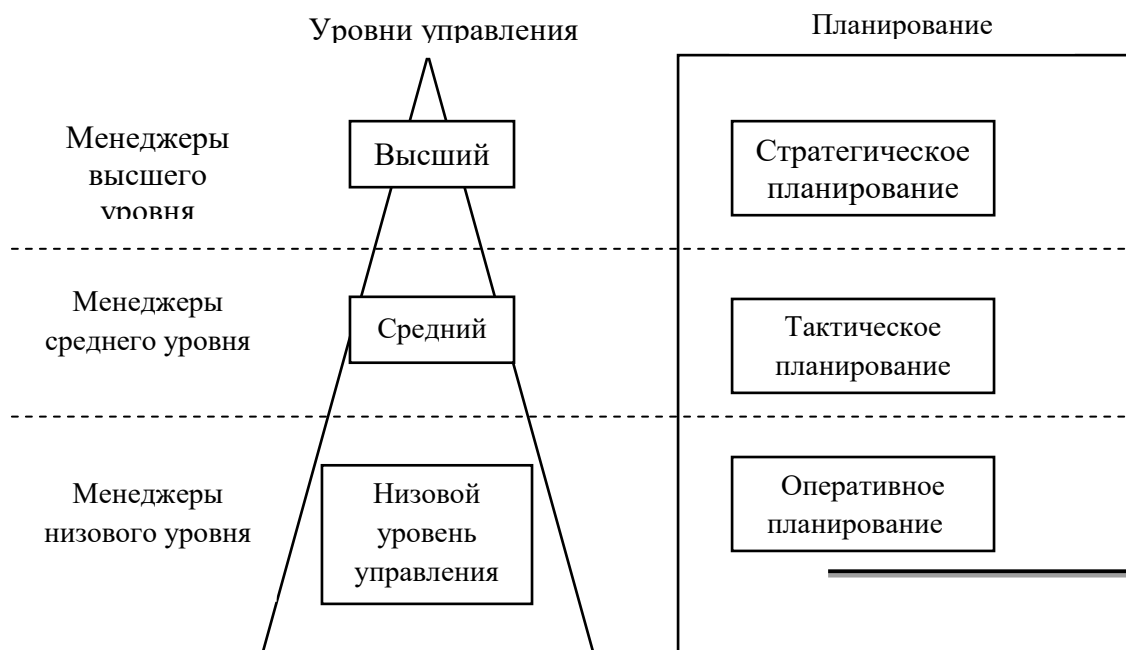 Уровни управления
Планирование
Менеджеры
высшего
уровня
Высший
Стратегическое
планирование
Менеджеры
среднего уровня
Средний
Тактическое
планирование
Менеджеры
низового уровня
Низовой
уровень
управления
Оперативное
планирование